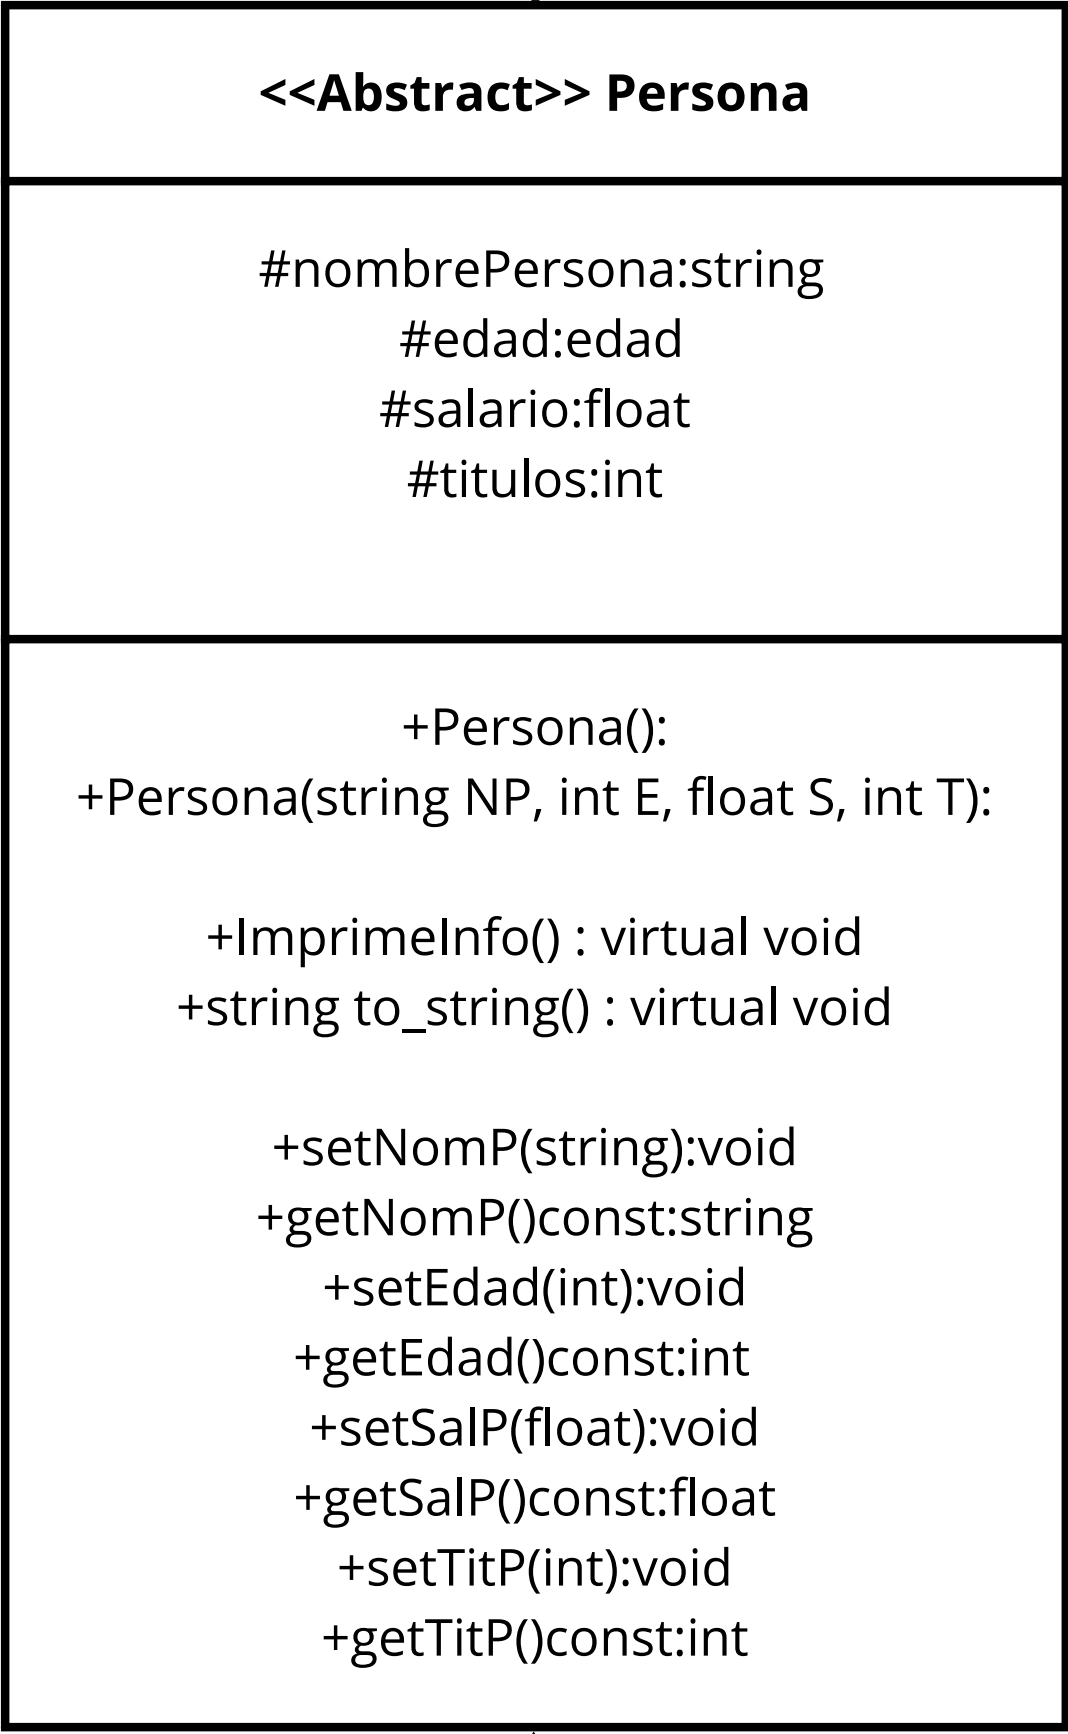 <<Abstract>> Persona
#nombrePersona:string
#edad:edad
#salario:float
#titulos:int
+Persona():
+Persona(string NP, int E, float S, int T):
+ImprimeInfo() : virtual void
+string to_string() : virtual void
+setNomP(string):void
+getNomP()const:string
+setEdad(int):void
+getEdad()const:int
+setSalP(float):void
+getSalP()const:float
+setTitP(int):void
+getTitP()const:int